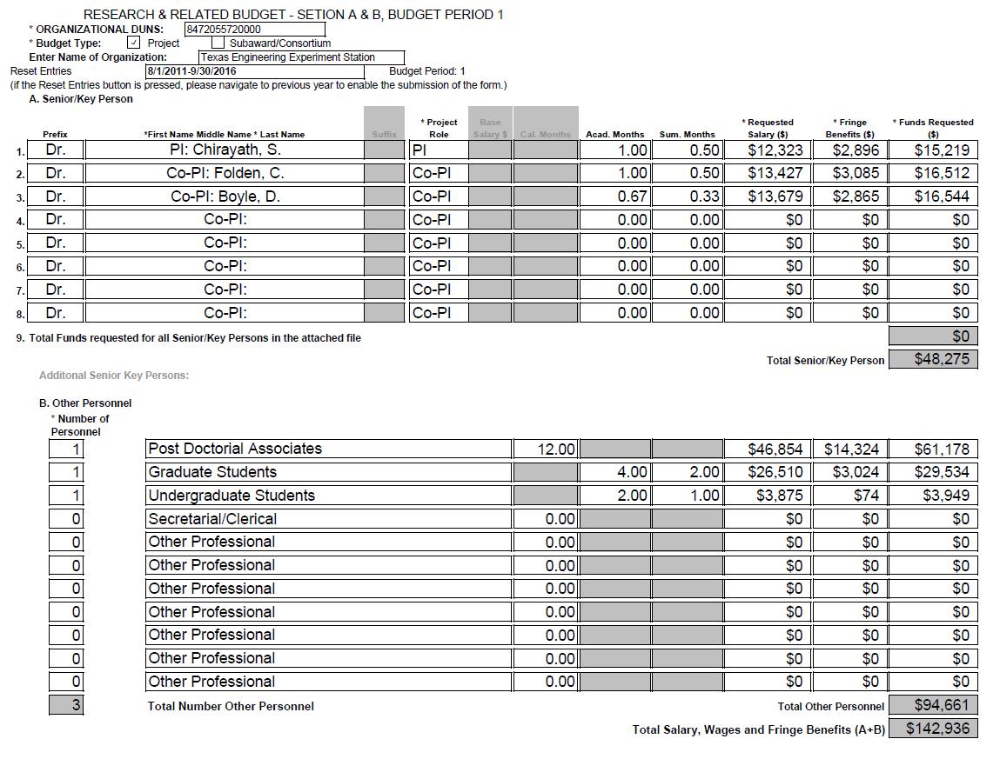 RESEARCH & RELATED BUDGET - SETION A & B, BUDGET PERIOD 1
* ORGANIZATIONAL DUNS: 8472055720000
* Budget Type: ✓ Project Subaward/Consortium
Enter Name of Organization: Texas Engineering Experiment Station
Reset Entries 8/1/2011-9/30/2016 Budget Period: 1
(if the Reset Entries button is pressed, please navigate to previous year to enable the submission of the form.)
A. Senior/Key Person
* Project Base * Requested * Fringe * Funds Requested
Prefix *First Name Middle Name * Last Name Suffix Role Salary $ Cal. Months Acad. Months Sum. Months Salary ($) Benefits ($) ($)
1. Dr. PI: Chirayath, S. PI 1.00 0.50 $12,323 $2,896 $15,219
2. Dr. Co-PI: Folden, C. Co-PI 1.00 0.50 $13,427 $3,085 $16,512
3. Dr. Co-PI: Boyle, D. Co-PI 0.67 0.33 $13,679 $2,865 $16,544
4. Dr. Co-PI: Co-PI 0.00 0.00 $0 $0 $0
5. Dr. Co-PI: Co-PI 0.00 0.00 $0 $0 $0
6. Dr. Co-PI: Co-PI 0.00 0.00 $0 $0 $0
7. Dr. Co-PI: Co-PI 0.00 0.00 $0 $0 $0
8. Dr. Co-PI: Co-PI 0.00 0.00 $0 $0 $0
9. Total Funds requested for all Senior/Key Persons in the attached file $0
Total Senior/Key Person $48,275
Additonal Senior Key Persons:
B. Other Personnel
* Number of
Personnel
1 Post Doctorial Associates 12.00 $46,854 $14,324 $61,178
1 Graduate Students 4.00 2.00 $26,510 $3,024 $29,534
1 Undergraduate Students 2.00 1.00 $3,875 $74 $3,949
0 Secretarial/Clerical 0.00 $0 $0 $0
0 Other Professional 0.00 $0 $0 $0
0 Other Professional 0.00 $0 $0 $0
0 Other Professional 0.00 $0 $0 $0
0 Other Professional 0.00 $0 $0 $0
0 Other Professional 0.00 $0 $0 $0
0 Other Professional 0.00 $0 $0 $0
0 Other Professional 0.00 $0 $0 $0
3 Total Number Other Personnel Total Other Personnel $94,661
Total Salary, Wages and Fringe Benefits (A+B) $142,936